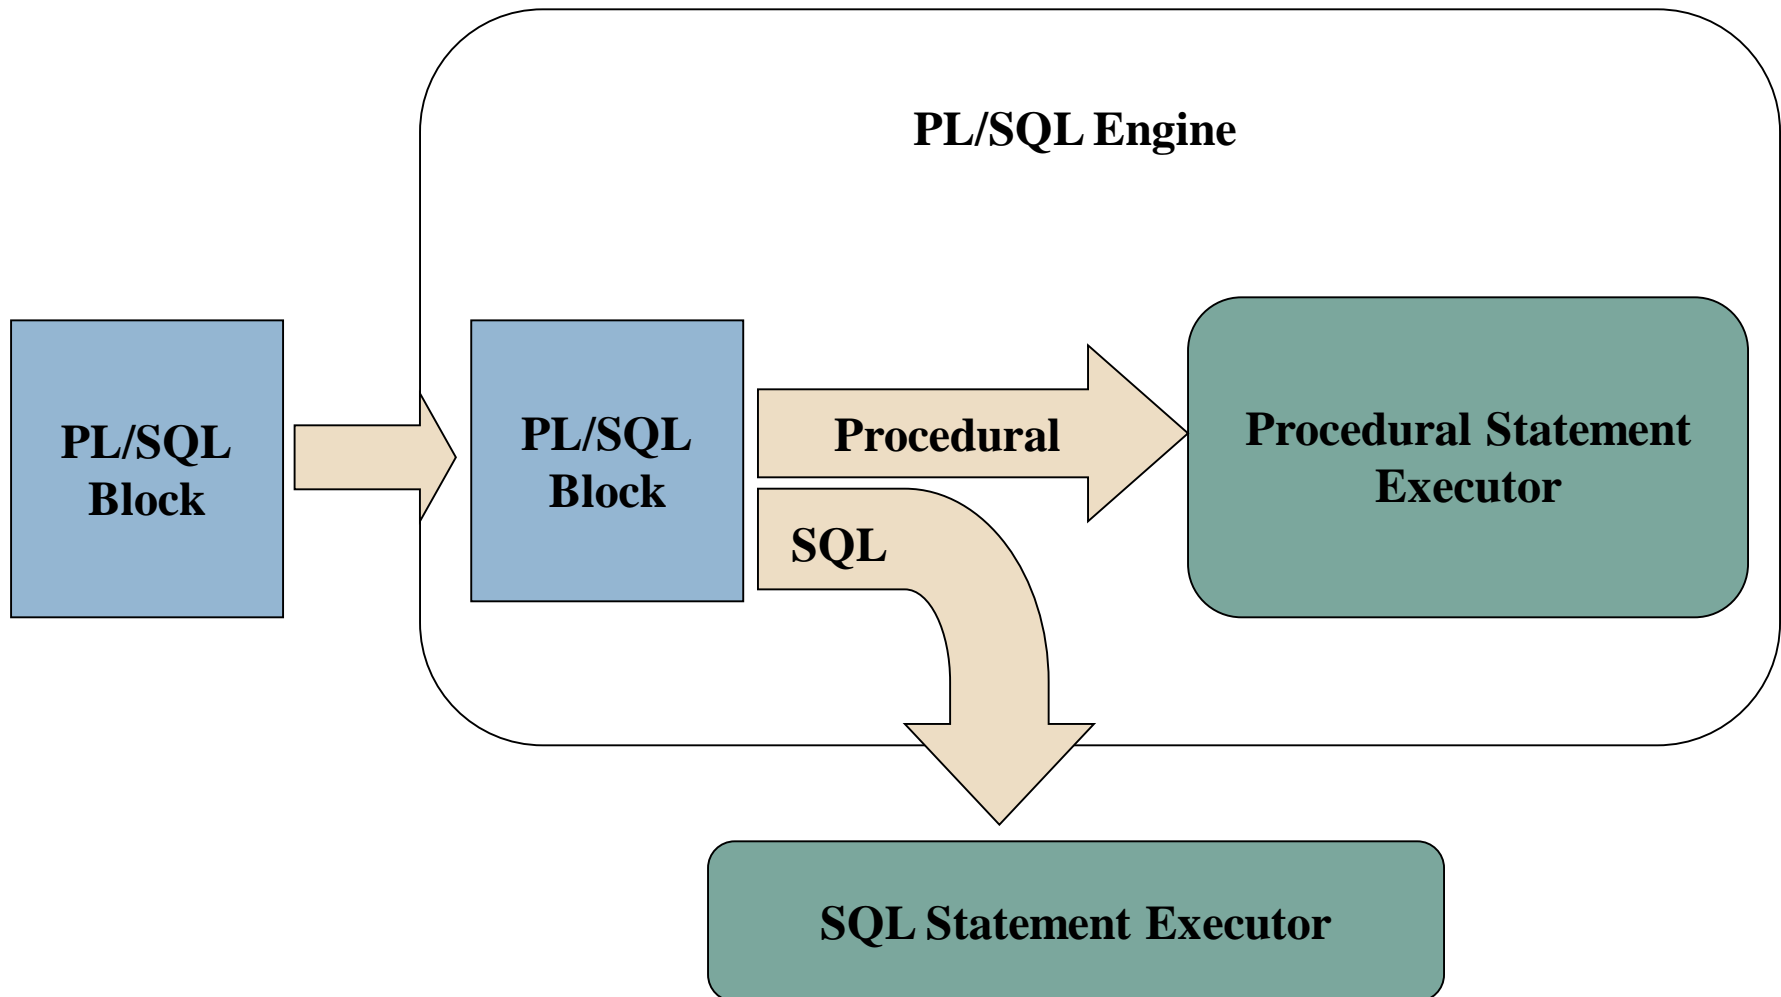 PL/SQL Engine
PL/SQL
Block
PL/SQL
Block
Procedural
SQL
Procedural Statement
Executor
SQL Statement Executor